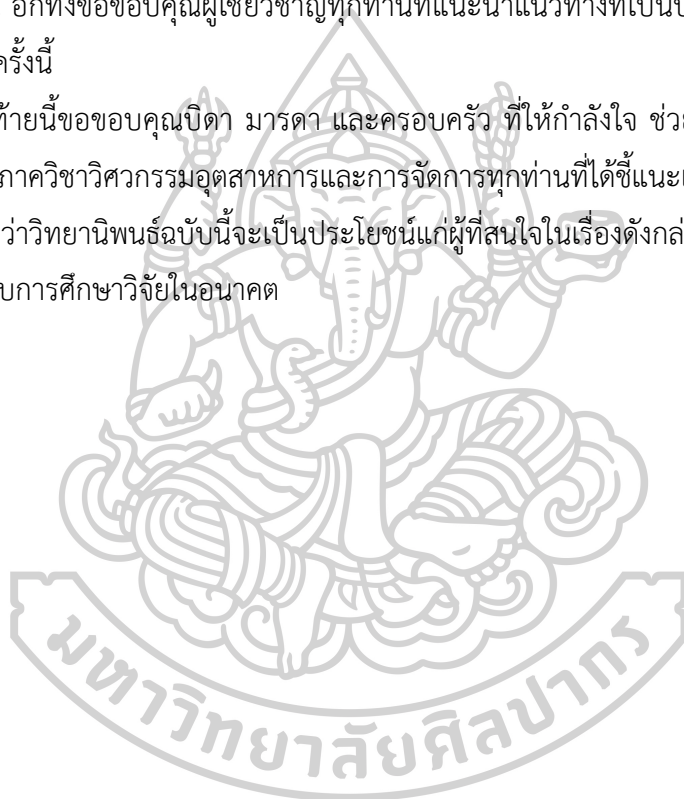 อีกทั้งขอขอบคุณผู้เชี่ยวชาญทุกท่านที่แนะนำแนวทางที่เป็นป
ครั้งนี้
ท้ายนี้ขอขอบคุณบิดา มารดา และครอบครัว ที่ให้กำลังใจ ช่วย
ภาควิชาวิศวกรรมอุตสาหการและการจัดการทุกท่านที่ได้ชี้แนะ
ว่าวิทยานิพนธ์ฉบับนี้จะเป็นประโยชน์แก่ผู้ที่สนใจในเรื่องดังกล่
บการศึกษาวิจัยในอนาคต
มหาวิทยาลัยศิลปากร